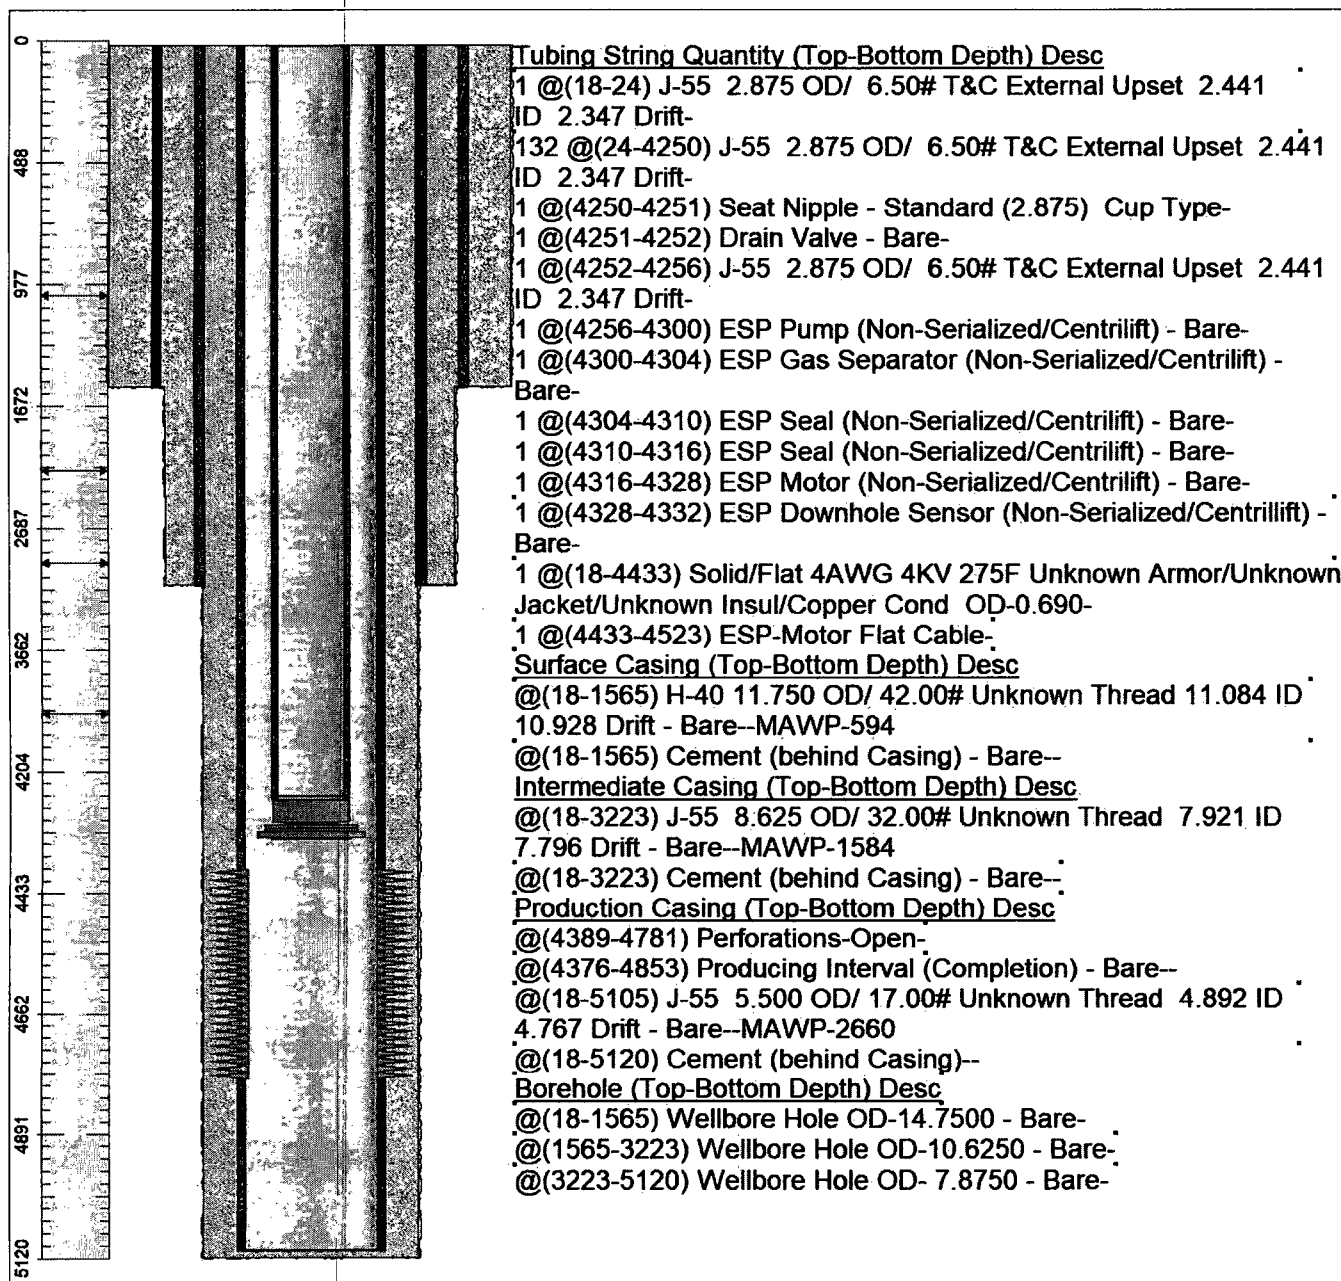 0
488
977
1672
2687
3662
4204
4433
4662
4891
5120
Tubing String Quantity (Top-Bottom Depth) Desc
1 @(18-24) J-55 2.875 OD/ 6.50# T&C External Upset 2.441
ID 2.347 Drift-
132 @(24-4250) J-55 2.875 OD/ 6.50# T&C External Upset 2.441
ID 2.347 Drift-
1 @(4250-4251) Seat Nipple - Standard (2.875) Cup Type-
1 @(4251-4252) Drain Valve - Bare-
1 @(4252-4256) J-55 2.875 OD/ 6.50# T&C External Upset 2.441
ID 2.347 Drift-
1 @(4256-4300) ESP Pump (Non-Serialized/Centrilift) - Bare-
1 @(4300-4304) ESP Gas Separator (Non-Serialized/Centrilift) -
Bare-
1 @(4304-4310) ESP Seal (Non-Serialized/Centrilift) - Bare-
1 @(4310-4316) ESP Seal (Non-Serialized/Centrilift) - Bare-
1 @(4316-4328) ESP Motor (Non-Serialized/Centrilift) - Bare-
1 @(4328-4332) ESP Downhole Sensor (Non-Serialized/Centrillift) -
Bare-
1 @(18-4433) Solid/Flat 4AWG 4KV 275F Unknown Armor/Unknown
Jacket/Unknown Insul/Copper Cond OD-0.690-
1 @(4433-4523) ESP-Motor Flat Cable-
Surface Casing (Top-Bottom Depth) Desc
@(18-1565) H-40 11.750 OD/ 42.00# Unknown Thread 11.084 ID
10.928 Drift - Bare--MAWP-594
@(18-1565) Cement (behind Casing) - Bare--
Intermediate Casing (Top-Bottom Depth) Desc
@(18-3223) J-55 8.625 OD/ 32.00# Unknown Thread 7.921 ID
7.796 Drift - Bare--MAWP-1584
@(18-3223) Cement (behind Casing) - Bare--
Production Casing (Top-Bottom Depth) Desc
@(4389-4781) Perforations-Open-
@(4376-4853) Producing Interval (Completion) - Bare--
@(18-5105) J-55 5.500 OD/ 17.00# Unknown Thread 4.892 ID
4.767 Drift - Bare--MAWP-2660
@(18-5120) Cement (behind Casing)--
Borehole (Top-Bottom Depth) Desc
@(18-1565) Wellbore Hole OD-14.7500 - Bare-
@(1565-3223) Wellbore Hole OD-10.6250 - Bare-
@(3223-5120) Wellbore Hole OD- 7.8750 - Bare-